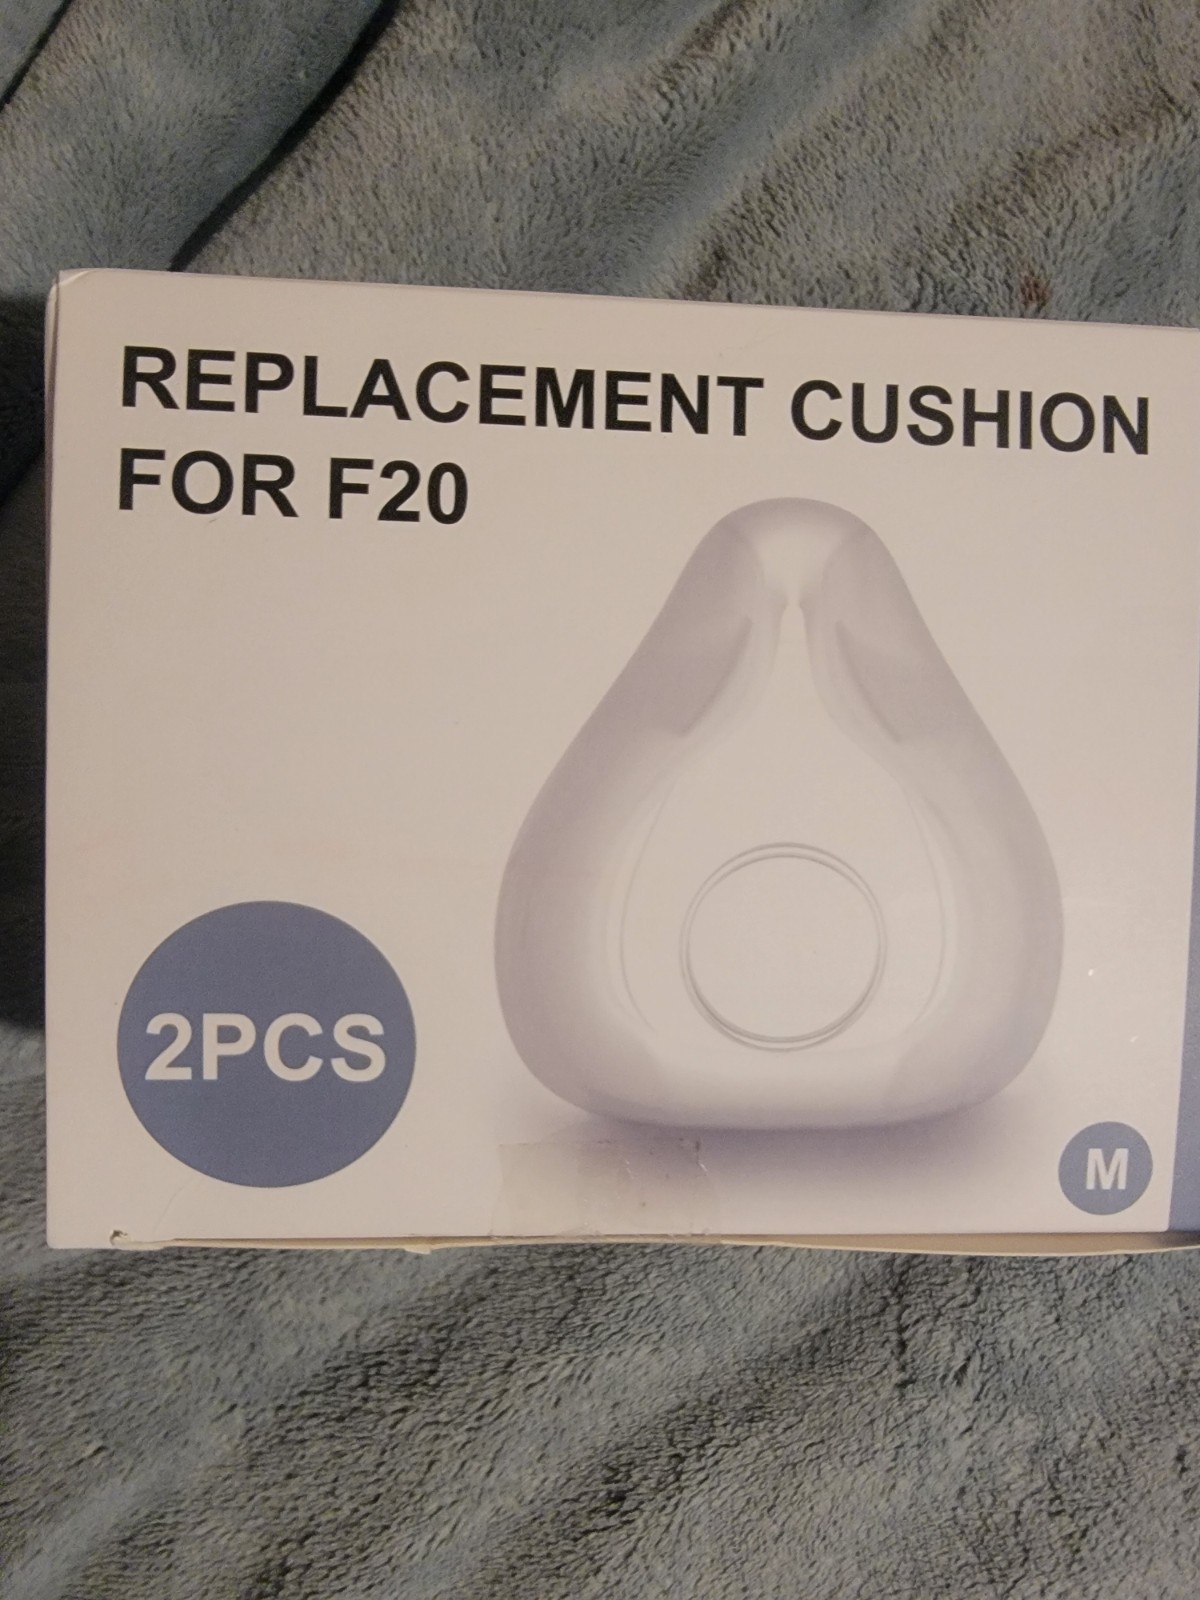 REPLACEMENT CUSHION
FOR F20
2PCS
M